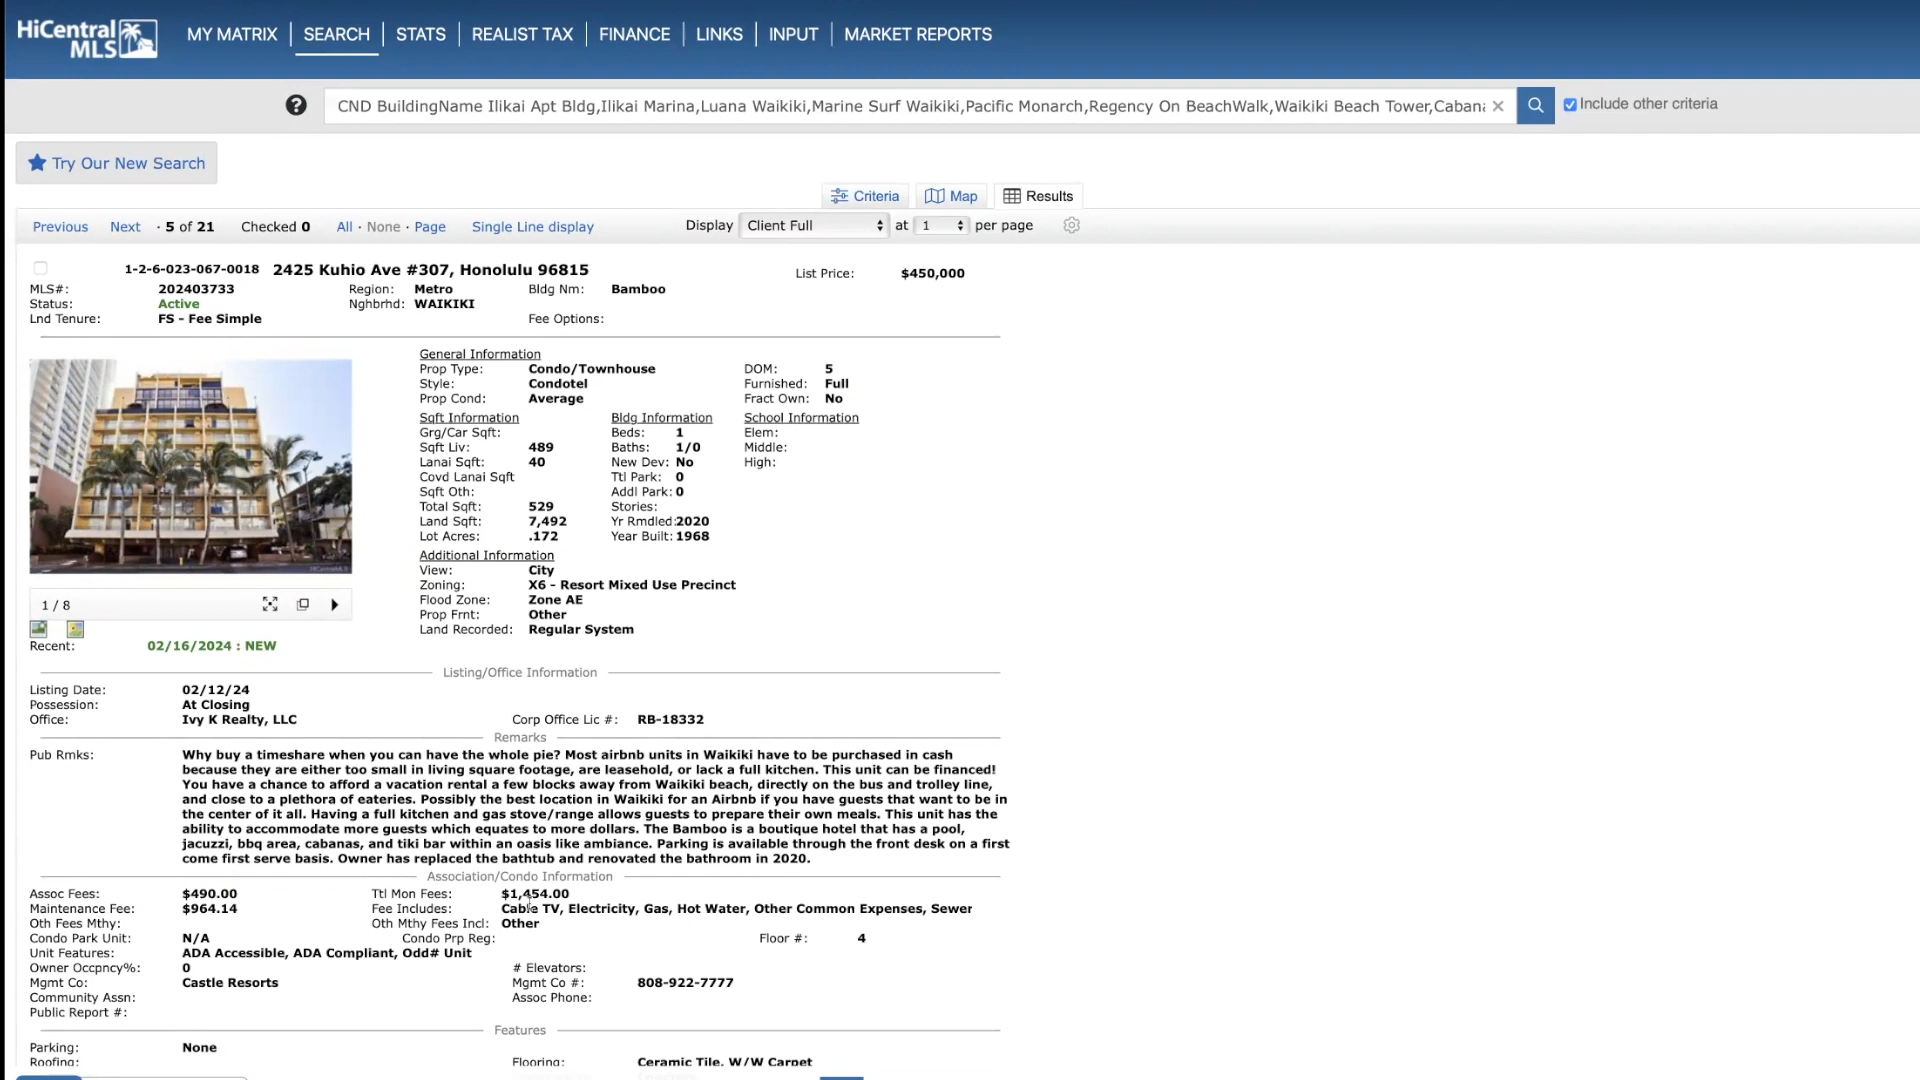 HiCentral MLS
MY MATRIX | SEARCH | STATS | REALIST TAX | FINANCE | LINKS | INPUT | MARKET REPORTS
? CND BuildingName Ilikai Apt Bldg,Ilikai Marina,Luana Waikiki,Marine Surf Waikiki,Pacific Monarch,Regency On BeachWalk,Waikiki Beach Tower,Cabana Include other criteria
Try Our New Search
Criteria Map Results
Previous Next · 5 of 21 Checked 0 All · None · Page Single Line display Display Client Full at 1 per page
1-2-6-023-067-0018 2425 Kuhio Ave #307, Honolulu 96815 List Price: $450,000
MLS#: 202403733 Region: Metro Bldg Nm: Bamboo
Status: Active Nghbrhd: WAIKIKI
Lnd Tenure: FS - Fee Simple Fee Options:
General Information
Prop Type: Condo/Townhouse DOM: 5
Style: Condotel Furnished: Full
Prop Cond: Average Fract Own: No
Sqft Information Bldg Information School Information
Grg/Car Sqft: Beds: 1 Elem:
Sqft Liv: 489 Baths: 1/0 Middle:
Lanai Sqft: 40 New Dev: No High:
Covd Lanai Sqft Ttl Park: 0
Sqft Oth: Addl Park: 0
Total Sqft: 529 Stories:
Land Sqft: 7,492 Yr Rmdled: 2020
Lot Acres: .172 Year Built: 1968
Additional Information
View: City
Zoning: X6 - Resort Mixed Use Precinct
Flood Zone: Zone AE
Prop Frnt: Other
Land Recorded: Regular System
HiCentralMLS
1 / 8
Recent: 02/16/2024 : NEW
Listing/Office Information
Listing Date: 02/12/24
Possession: At Closing
Office: Ivy K Realty, LLC Corp Office Lic #: RB-18332
Remarks
Pub Rmks: Why buy a timeshare when you can have the whole pie? Most airbnb units in Waikiki have to be purchased in cash
because they are either too small in living square footage, are leasehold, or lack a full kitchen. This unit can be financed!
You have a chance to afford a vacation rental a few blocks away from Waikiki beach, directly on the bus and trolley line,
and close to a plethora of eateries. Possibly the best location in Waikiki for an Airbnb if you have guests that want to be in
the center of it all. Having a full kitchen and gas stove/range allows guests to prepare their own meals. This unit has the
ability to accommodate more guests which equates to more dollars. The Bamboo is a boutique hotel that has a pool,
jacuzzi, bbq area, cabanas, and tiki bar within an oasis like ambiance. Parking is available through the front desk on a first
come first serve basis. Owner has replaced the bathtub and renovated the bathroom in 2020.
Association/Condo Information
Assoc Fees: $490.00 Ttl Mon Fees: $1,454.00
Maintenance Fee: $964.14 Fee Includes: Cable TV, Electricity, Gas, Hot Water, Other Common Expenses, Sewer
Oth Fees Mthy: Oth Mthy Fees Incl: Other
Condo Park Unit: N/A Condo Prp Reg: Floor #: 4
Unit Features: ADA Accessible, ADA Compliant, Odd# Unit
Owner Occpncy%: 0 # Elevators:
Mgmt Co: Castle Resorts Mgmt Co #: 808-922-7777
Community Assn: Assoc Phone:
Public Report #:
Features
Parking: None
Roofing: Flooring: Ceramic Tile, W/W Carpet